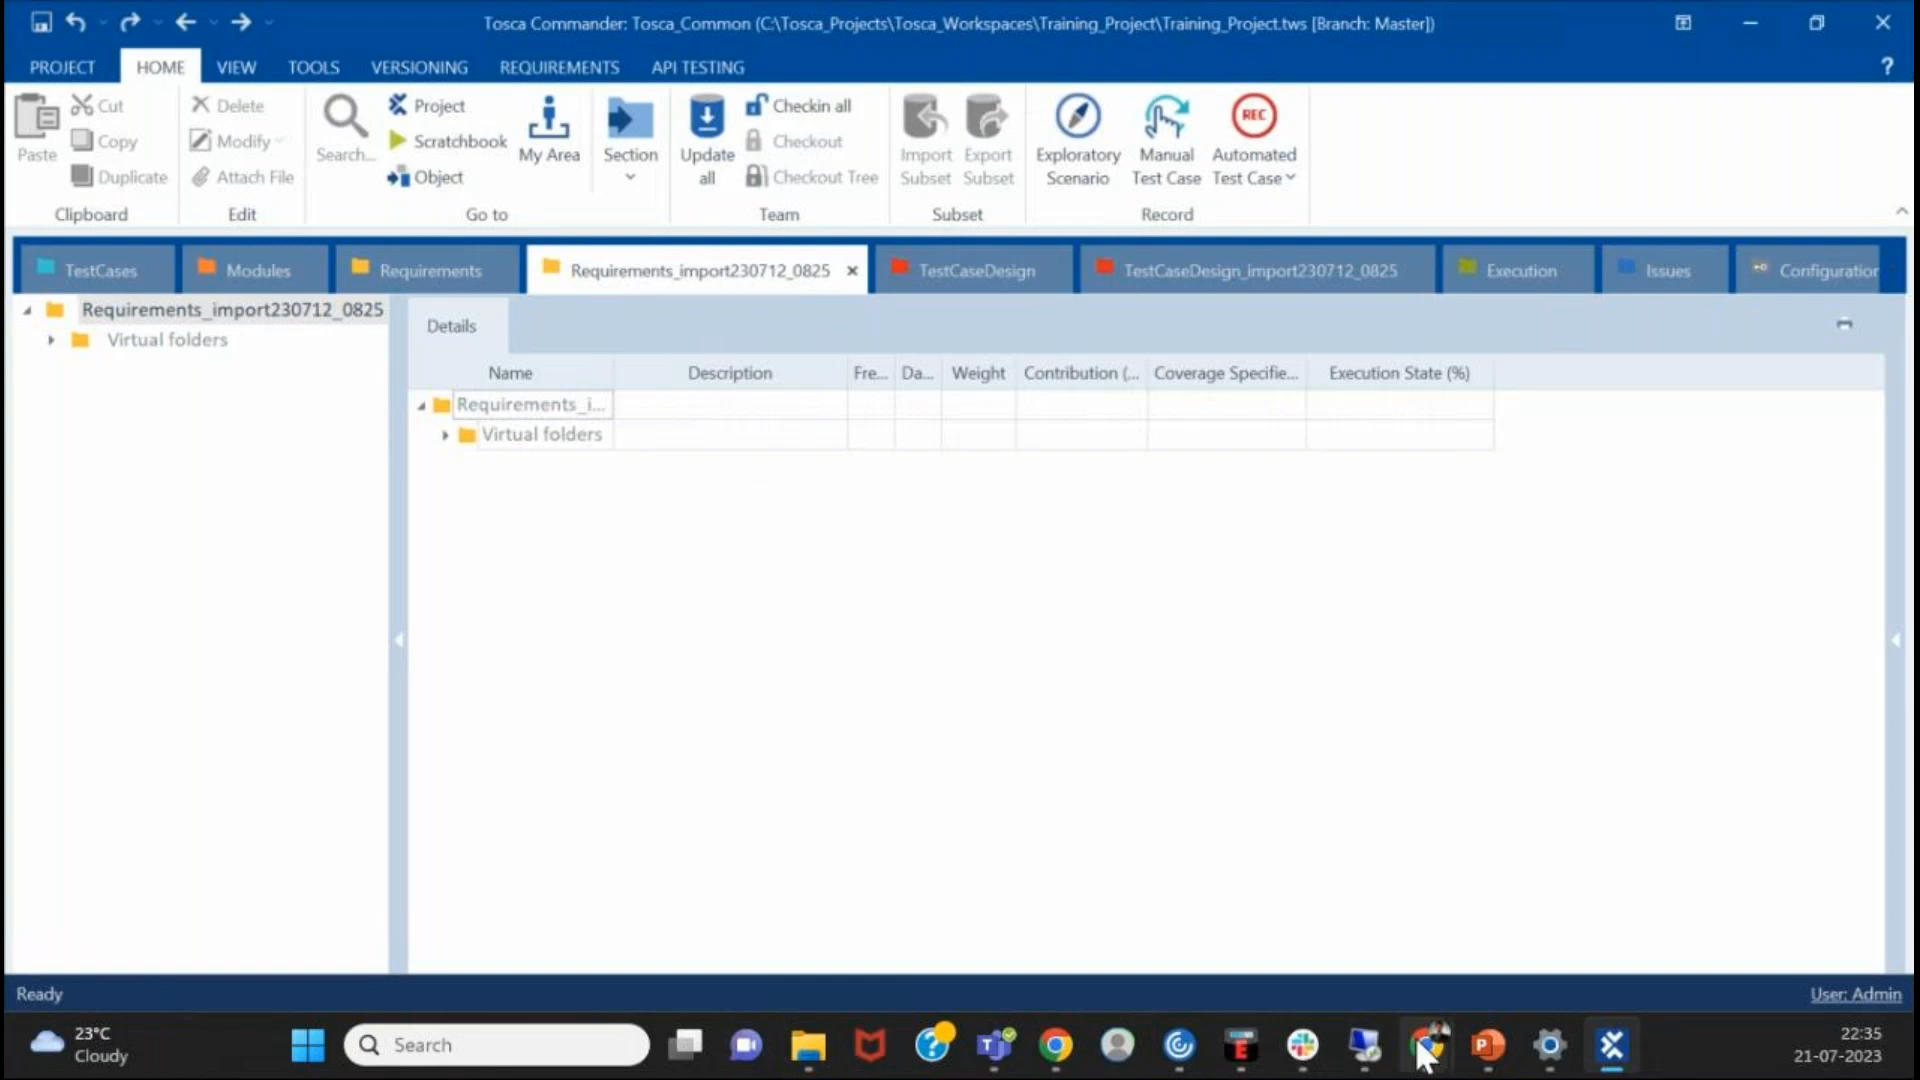 Tosca Commander: Tosca_Common (C:\Tosca_Projects\Tosca_Workspaces\Training_Project\Training_Project.tws [Branch: Master])
PROJECT HOME VIEW TOOLS VERSIONING REQUIREMENTS API TESTING ?
Paste
Cut
Copy
Duplicate
Clipboard
Delete
Modify
Attach File
Edit
Search...
Project
Scratchbook
Object
My Area
Section
Go to
Update all
Checkin all
Checkout
Checkout Tree
Team
Import Subset
Export Subset
Subset
Exploratory Scenario
Manual Test Case
REC
Automated Test Case
Record
TestCases Modules Requirements Requirements_import230712_0825 TestCaseDesign TestCaseDesign_import230712_0825 Execution Issues Configuration
Requirements_import230712_0825
Virtual folders
Details
Name Description Fre... Da... Weight Contribution (... Coverage Specifie... Execution State (%)
Requirements_i...
Virtual folders
Ready
User: Admin
23°C
Cloudy
Search
22:35
21-07-2023